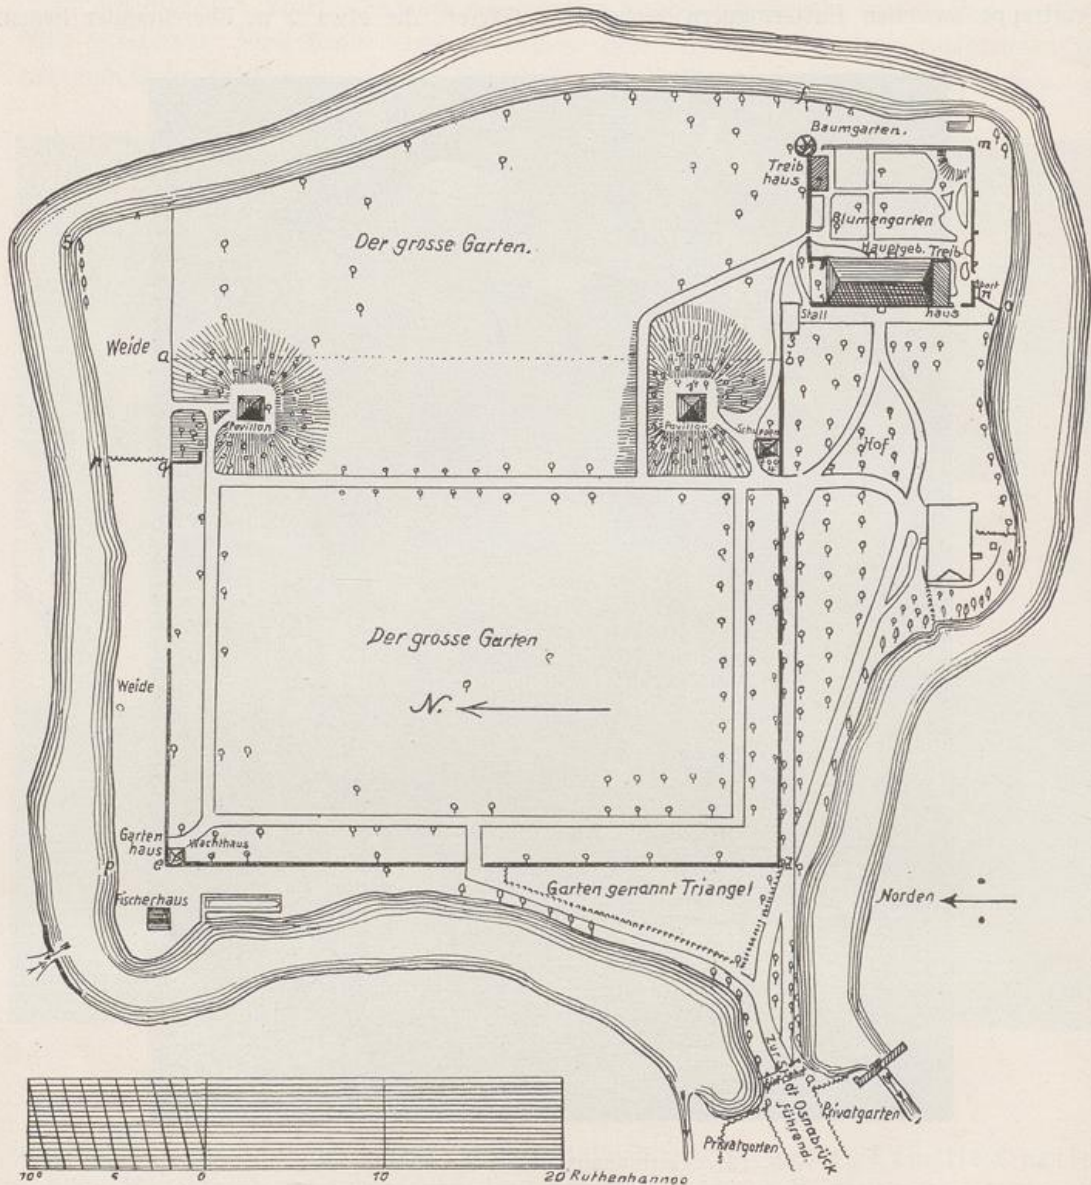 f
Baumgarten.
m
Treib
haus
Blumengarten
S
Der grosse Garten.
Hauptgeb. Treib
haus
n
Stall
Weide
a
3
Pavillon
Pavillon
Hof
q
Der grosse Garten
Weide
N.
Garten
haus
Wachthaus
p
e
Garten genannt Triangel
Norden
Fischerhaus
Zur Stadt Osnabrück
führend.
a
Privatgarten
Privatgarten
10° 5 0 10 20 Ruthenhannoo